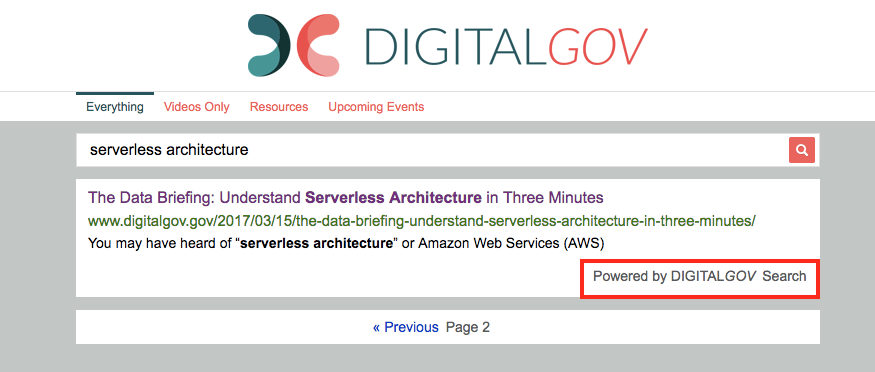 DIGITALGOV
Everything Videos Only Resources Upcoming Events
serverless architecture
The Data Briefing: Understand Serverless Architecture in Three Minutes
www.digitalgov.gov/2017/03/15/the-data-briefing-understand-serverless-architecture-in-three-minutes/
You may have heard of “serverless architecture” or Amazon Web Services (AWS)
Powered by DIGITALGOV Search
« Previous Page 2